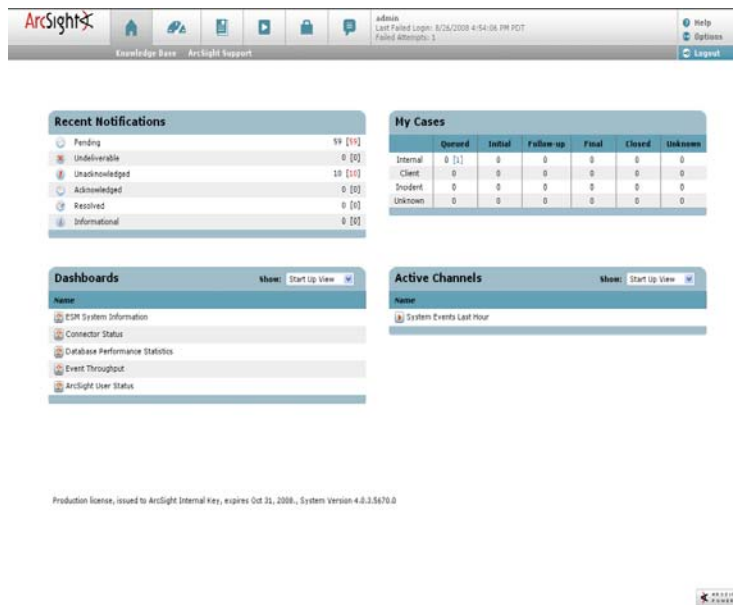 ArcSight
admin
Last Failed Login: 8/26/2008 4:54:06 PM PDT
Failed Attempts: 1
Help
Options
Logout
Knowledge Base ArcSight Support
Recent Notifications
Pending 59 [59]
Undeliverable 0 [0]
Unacknowledged 10 [10]
Acknowledged 0 [0]
Resolved 0 [0]
Informational 0 [0]
My Cases
Queued Initial Follow-up Final Closed Unknown
Internal 0 [1] 0 0 0 0 0
Client 0 0 0 0 0 0
Incident 0 0 0 0 0 0
Unknown 0 0 0 0 0 0
Dashboards Show: Start Up View
Name
ESM System Information
Connector Status
Database Performance Statistics
Event Throughput
ArcSight User Status
Active Channels Show: Start Up View
Name
System Events Last Hour
Production license, issued to ArcSight Internal Key, expires Oct 31, 2008., System Version 4.0.3.5670.0